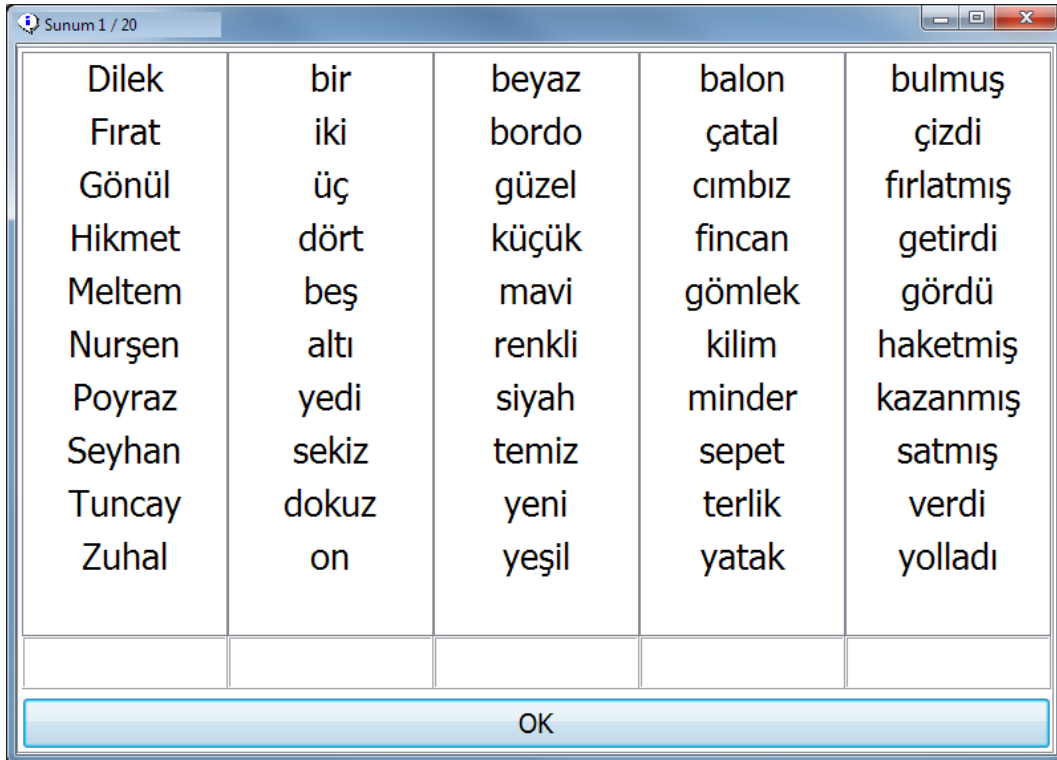 Sunum 1 / 20
Dilek bir beyaz balon bulmuş
Fırat iki bordo çatal çizdi
Gönül üç güzel cımbız fırlatmış
Hikmet dört küçük fincan getirdi
Meltem beş mavi gömlek gördü
Nurşen altı renkli kilim haketmiş
Poyraz yedi siyah minder kazanmış
Seyhan sekiz temiz sepet satmış
Tuncay dokuz yeni terlik verdi
Zuhal on yeşil yatak yolladı
OK